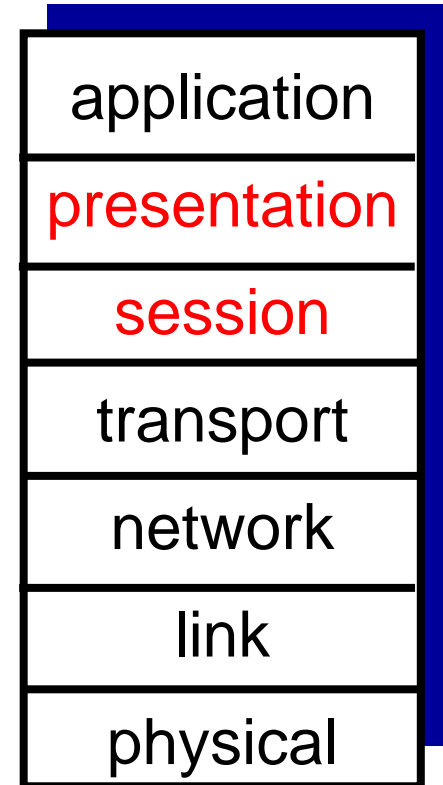 application
presentation
session
transport
network
link
physical